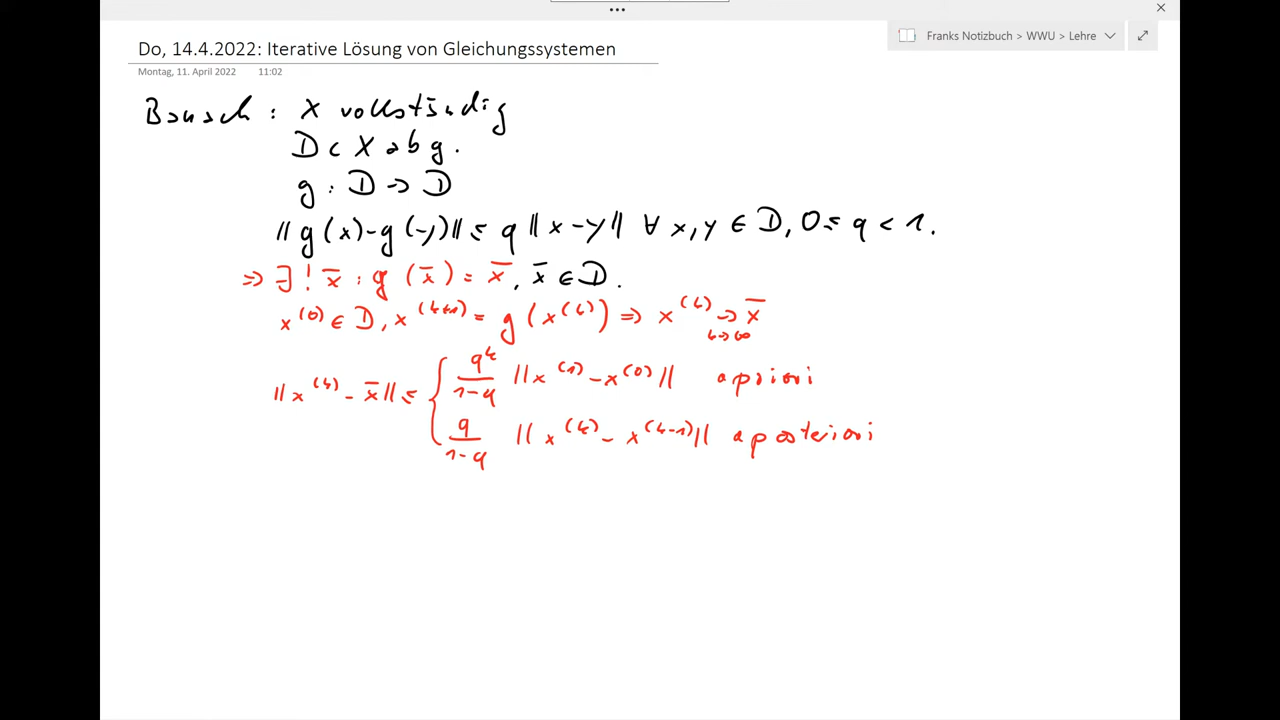 Do, 14.4.2022: Iterative Lösung von Gleichungssystemen
Franks Notizbuch > WWU > Lehre
Montag, 11. April 2022 11:02
Banach : X vollständig
D ⊂ X abg.
g : D → D
‖g(x)-g(y)‖ ≤ q ‖x-y‖ ∀ x,y ∈ D, 0 ≤ q < 1.
⇒ ∃! x̄ : g(x̄) = x̄, x̄ ∈ D.
x^(0) ∈ D, x^(k+1) = g(x^(k)) ⇒ x^(k) →_{k→∞} x̄
‖x^(k) - x̄‖ ≤ { q^k/(1-q) ‖x^(1) - x^(0)‖ apriori
q/(1-q) ‖x^(k) - x^(k-1)‖ aposteriori